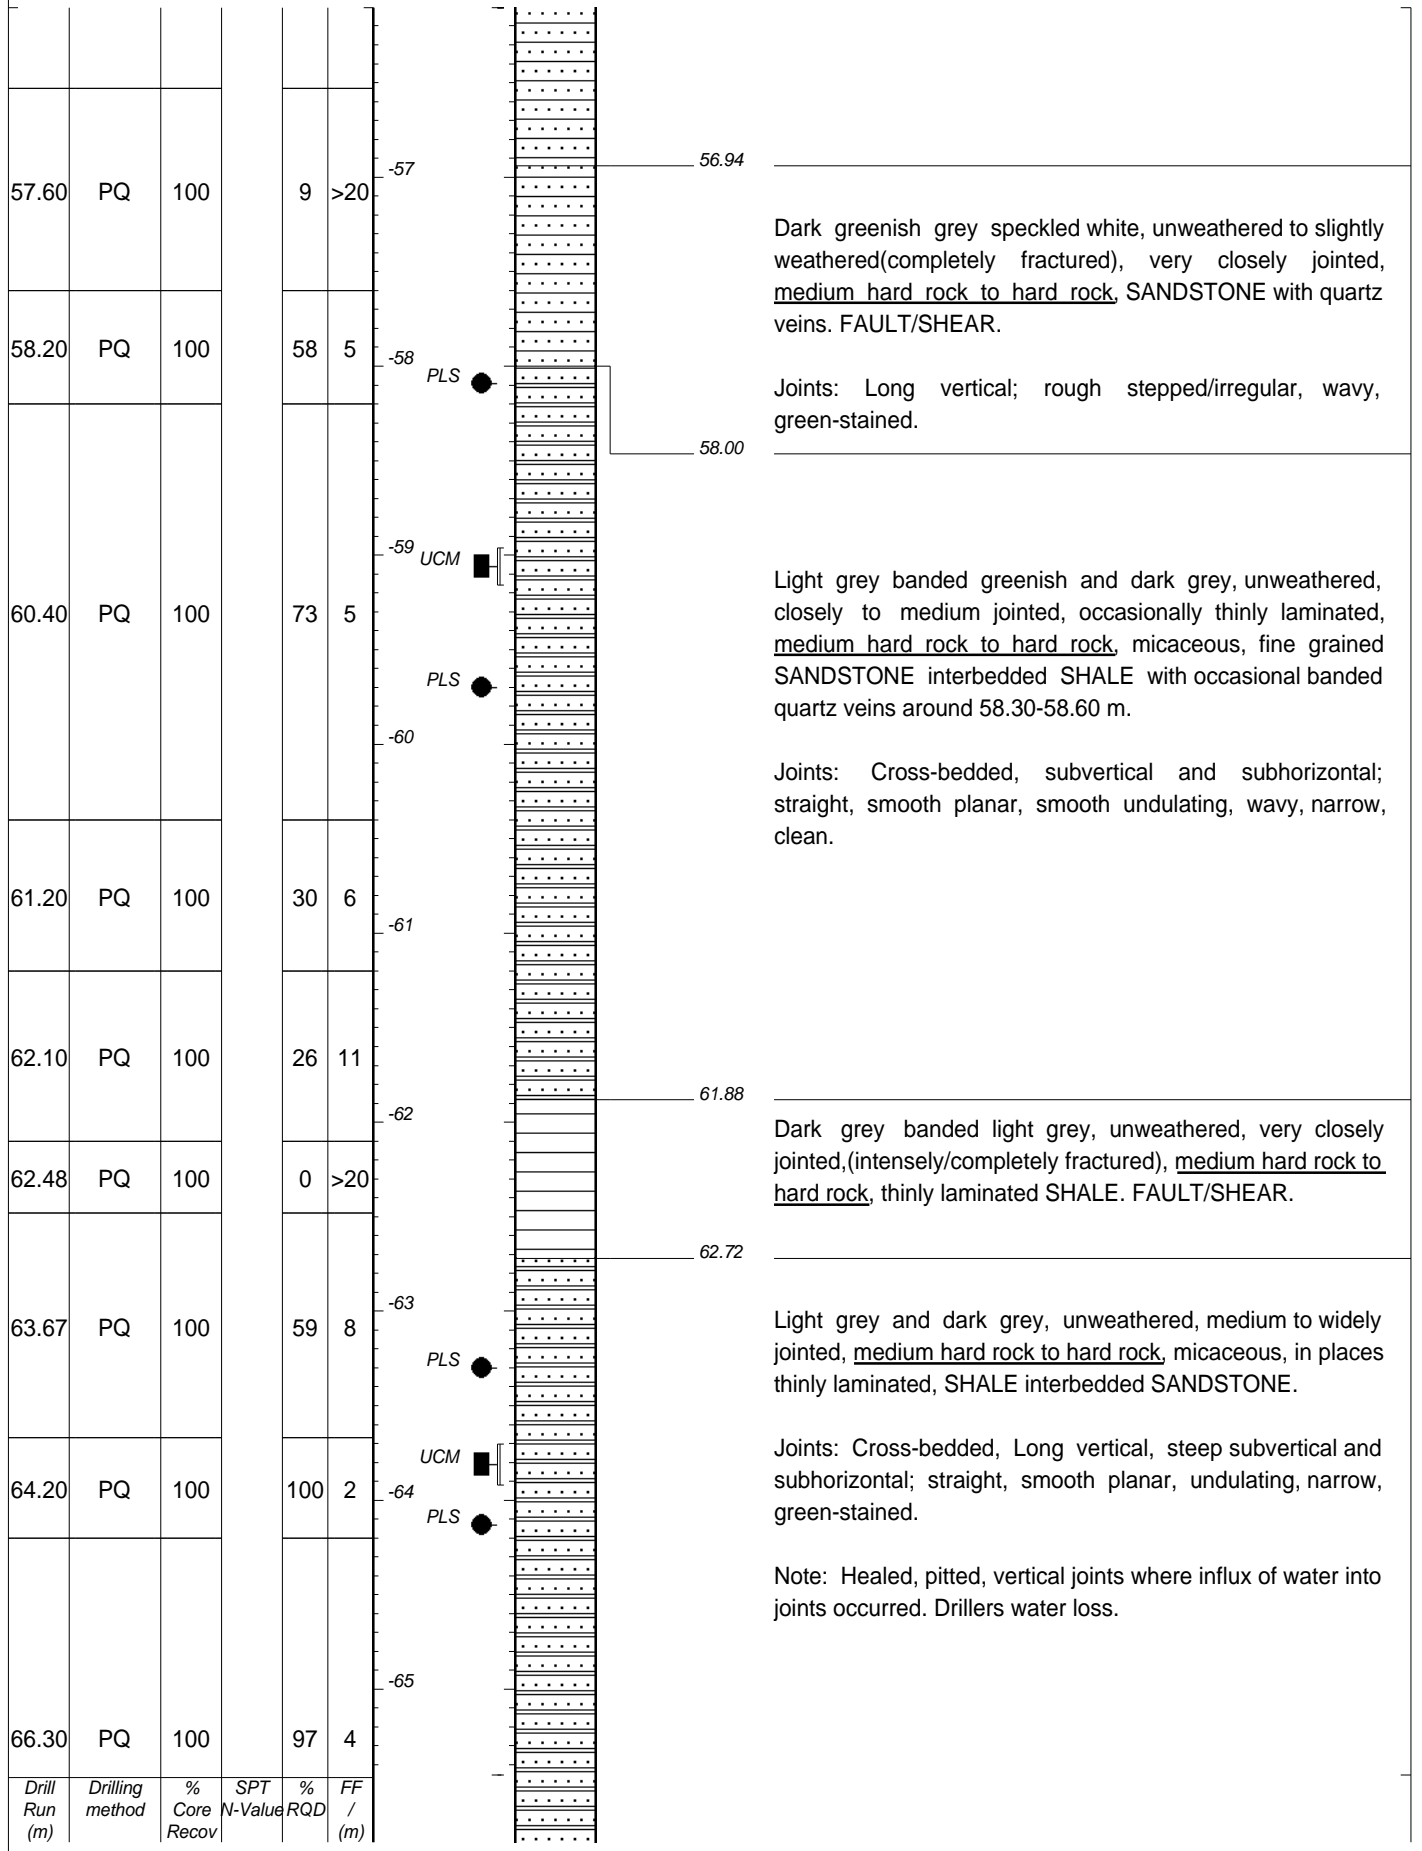 57.60 PQ 100 9 >20
58.20 PQ 100 58 5
60.40 PQ 100 73 5
61.20 PQ 100 30 6
62.10 PQ 100 26 11
62.48 PQ 100 0 >20
63.67 PQ 100 59 8
64.20 PQ 100 100 2
66.30 PQ 100 97 4
Drill Drilling % SPT % FF
Run method Core N-Value RQD /
(m) Recov (m)
-57
-58
PLS
-59
UCM
PLS
-60
-61
-62
-63
PLS
UCM
-64
PLS
-65
56.94
Dark greenish grey speckled white, unweathered to slightly
weathered(completely fractured), very closely jointed,
medium hard rock to hard rock, SANDSTONE with quartz
veins. FAULT/SHEAR.
Joints: Long vertical; rough stepped/irregular, wavy,
green-stained.
58.00
Light grey banded greenish and dark grey, unweathered,
closely to medium jointed, occasionally thinly laminated,
medium hard rock to hard rock, micaceous, fine grained
SANDSTONE interbedded SHALE with occasional banded
quartz veins around 58.30-58.60 m.
Joints: Cross-bedded, subvertical and subhorizontal;
straight, smooth planar, smooth undulating, wavy, narrow,
clean.
61.88
Dark grey banded light grey, unweathered, very closely
jointed,(intensely/completely fractured), medium hard rock to
hard rock, thinly laminated SHALE. FAULT/SHEAR.
62.72
Light grey and dark grey, unweathered, medium to widely
jointed, medium hard rock to hard rock, micaceous, in places
thinly laminated, SHALE interbedded SANDSTONE.
Joints: Cross-bedded, Long vertical, steep subvertical and
subhorizontal; straight, smooth planar, undulating, narrow,
green-stained.
Note: Healed, pitted, vertical joints where influx of water into
joints occurred. Drillers water loss.